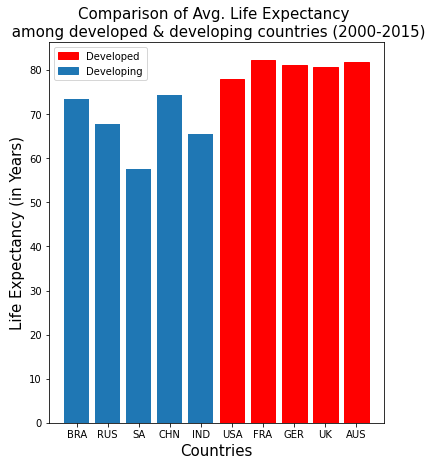 Comparison of Avg. Life Expectancy
among developed & developing countries (2000-2015)
Developed
Developing
Life Expectancy (in Years)
80
70
60
50
40
30
20
10
0
BRA RUS SA CHN IND USA FRA GER UK AUS
Countries